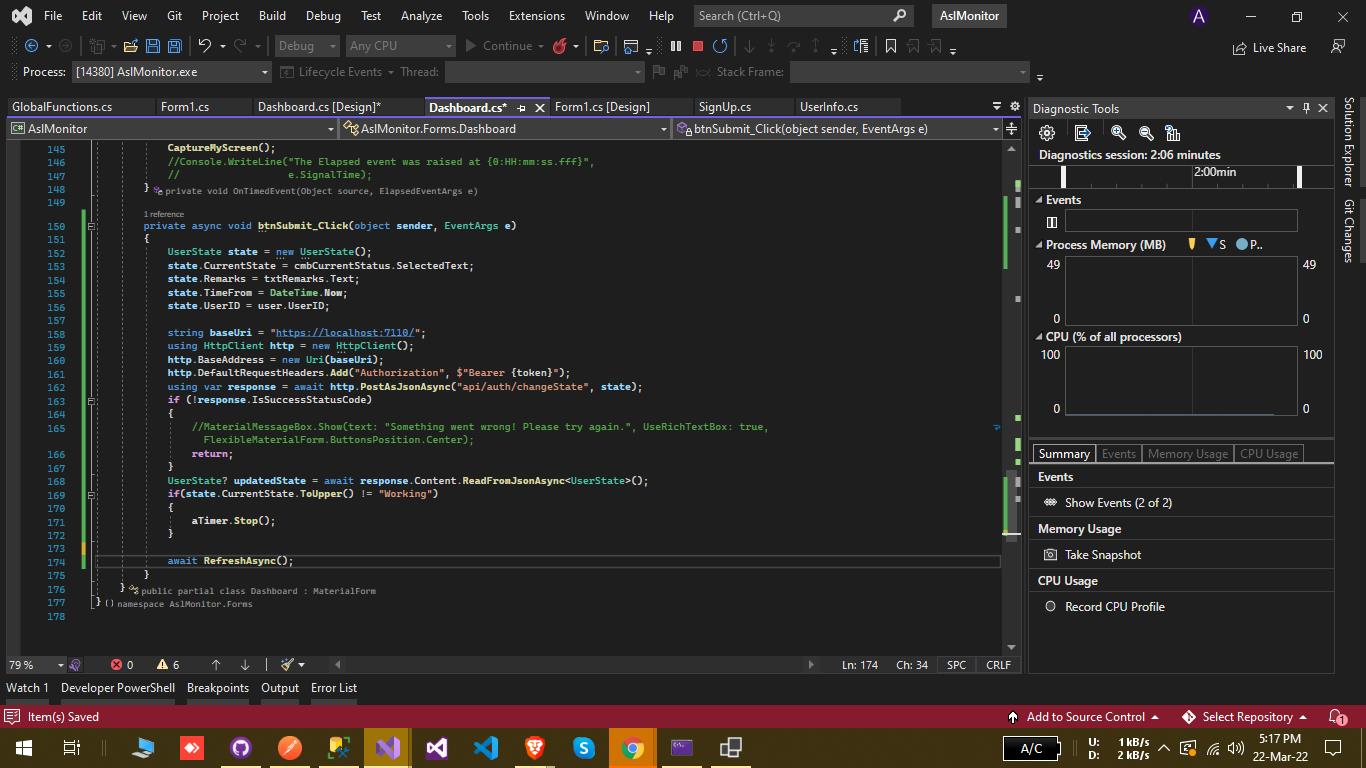 File Edit View Git Project Build Debug Test Analyze Tools Extensions Window Help Search (Ctrl+Q) AslMonitor A
Debug Any CPU Continue Live Share
Process: [14380] AslMonitor.exe Lifecycle Events Thread: Stack Frame:
GlobalFunctions.cs Form1.cs Dashboard.cs [Design]* Dashboard.cs* Form1.cs [Design] SignUp.cs UserInfo.cs
AslMonitor AslMonitor.Forms.Dashboard btnSubmit_Click(object sender, EventArgs e)
145 CaptureMyScreen();
146 //Console.WriteLine("The Elapsed event was raised at {0:HH:mm:ss.fff}",
147 // e.SignalTime);
148 } private void OnTimedEvent(Object source, ElapsedEventArgs e)
149
1 reference
150 private async void btnSubmit_Click(object sender, EventArgs e)
151 {
152 UserState state = new UserState();
153 state.CurrentState = cmbCurrentStatus.SelectedText;
154 state.Remarks = txtRemarks.Text;
155 state.TimeFrom = DateTime.Now;
156 state.UserID = user.UserID;
157
158 string baseUri = "https://localhost:7110/";
159 using HttpClient http = new HttpClient();
160 http.BaseAddress = new Uri(baseUri);
161 http.DefaultRequestHeaders.Add("Authorization", $"Bearer {token}");
162 using var response = await http.PostAsJsonAsync("api/auth/changeState", state);
163 if (!response.IsSuccessStatusCode)
164 {
165 //MaterialMessageBox.Show(text: "Something went wrong! Please try again.", UseRichTextBox: true,
FlexibleMaterialForm.ButtonsPosition.Center);
166 return;
167 }
168 UserState? updatedState = await response.Content.ReadFromJsonAsync<UserState>();
169 if(state.CurrentState.ToUpper() != "Working")
170 {
171 aTimer.Stop();
172 }
173
174 await RefreshAsync();
175 }
176 } public partial class Dashboard : MaterialForm
177 } namespace AslMonitor.Forms
178
79 % 0 6 Ln: 174 Ch: 34 SPC CRLF
Watch 1 Developer PowerShell Breakpoints Output Error List
Item(s) Saved Add to Source Control Select Repository 1
Diagnostic Tools
Diagnostics session: 2:06 minutes
2:00min
Events
Process Memory (MB) S P..
49 49
0 0
CPU (% of all processors)
100 100
0 0
Summary Events Memory Usage CPU Usage
Events
Show Events (2 of 2)
Memory Usage
Take Snapshot
CPU Usage
Record CPU Profile
Solution Explorer
Git Changes
A/C U: 1 kB/s D: 2 kB/s 5:17 PM
22-Mar-22